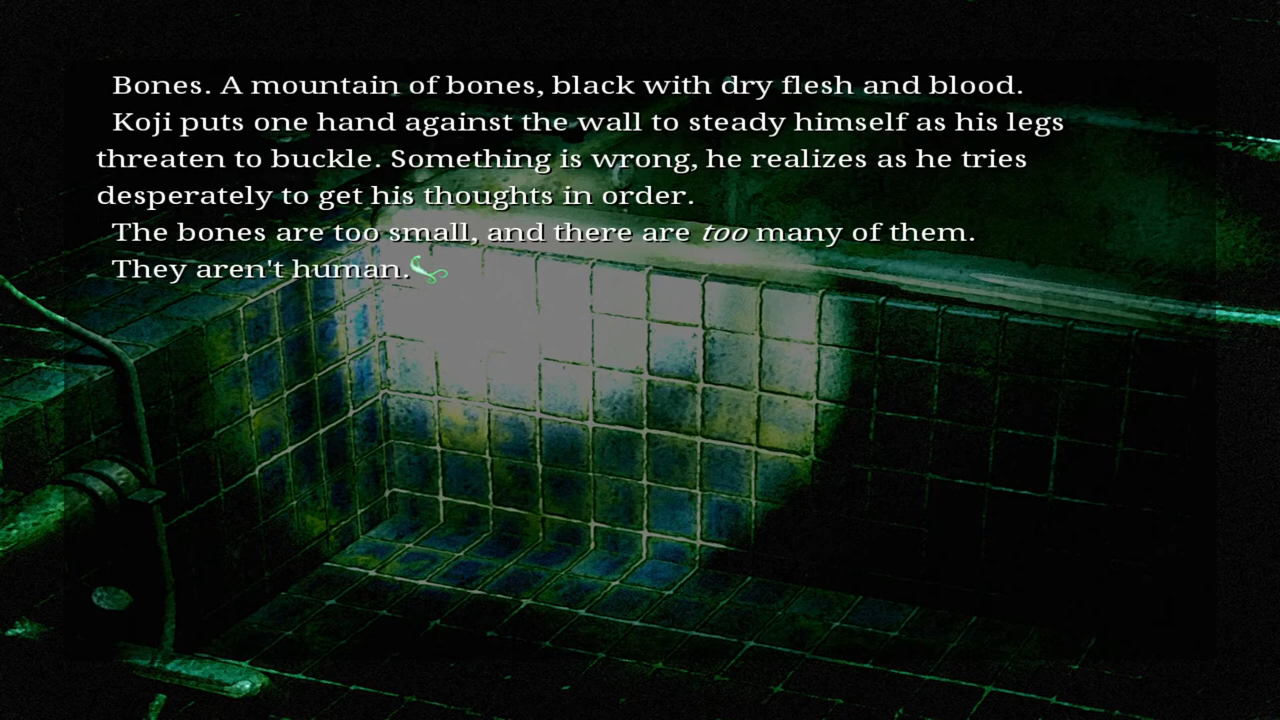 Bones. A mountain of bones, black with dry flesh and blood.
Koji puts one hand against the wall to steady himself as his legs
threaten to buckle. Something is wrong, he realizes as he tries
desperately to get his thoughts in order.
The bones are too small, and there are too many of them.
They aren't human.